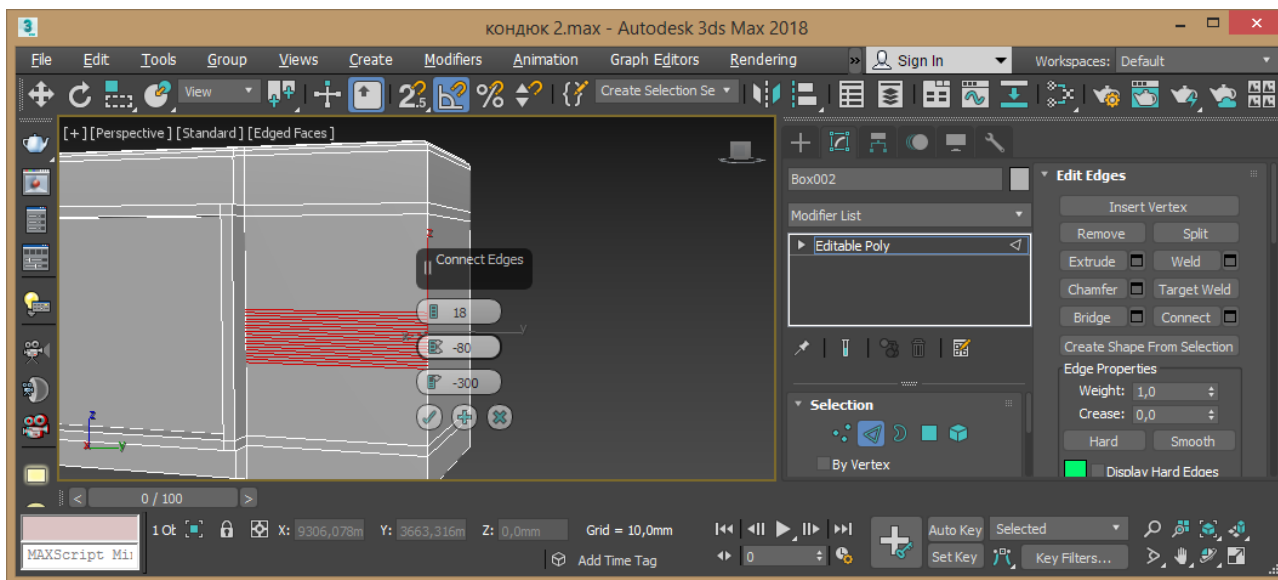 3
кондюк 2.max - Autodesk 3ds Max 2018
File Edit Tools Group Views Create Modifiers Animation Graph Editors Rendering » Sign In Workspaces: Default
View 2.5 % Create Selection Se
[+] [Perspective] [Standard] [Edged Faces]
Box002
Modifier List
Editable Poly
Edit Edges
Insert Vertex
Remove Split
Extrude Weld
Chamfer Target Weld
Bridge Connect
Create Shape From Selection
Edge Properties
Weight: 1,0
Crease: 0,0
Hard Smooth
Display Hard Edges
Selection
By Vertex
z
Connect Edges
18
y
-80
-300
z
x y
< 0 / 100 >
1 Ob X: 9306,078m Y: 3663,316m Z: 0,0mm Grid = 10,0mm Auto Key Selected
MAXScript Mi Add Time Tag 0 Set Key Key Filters...